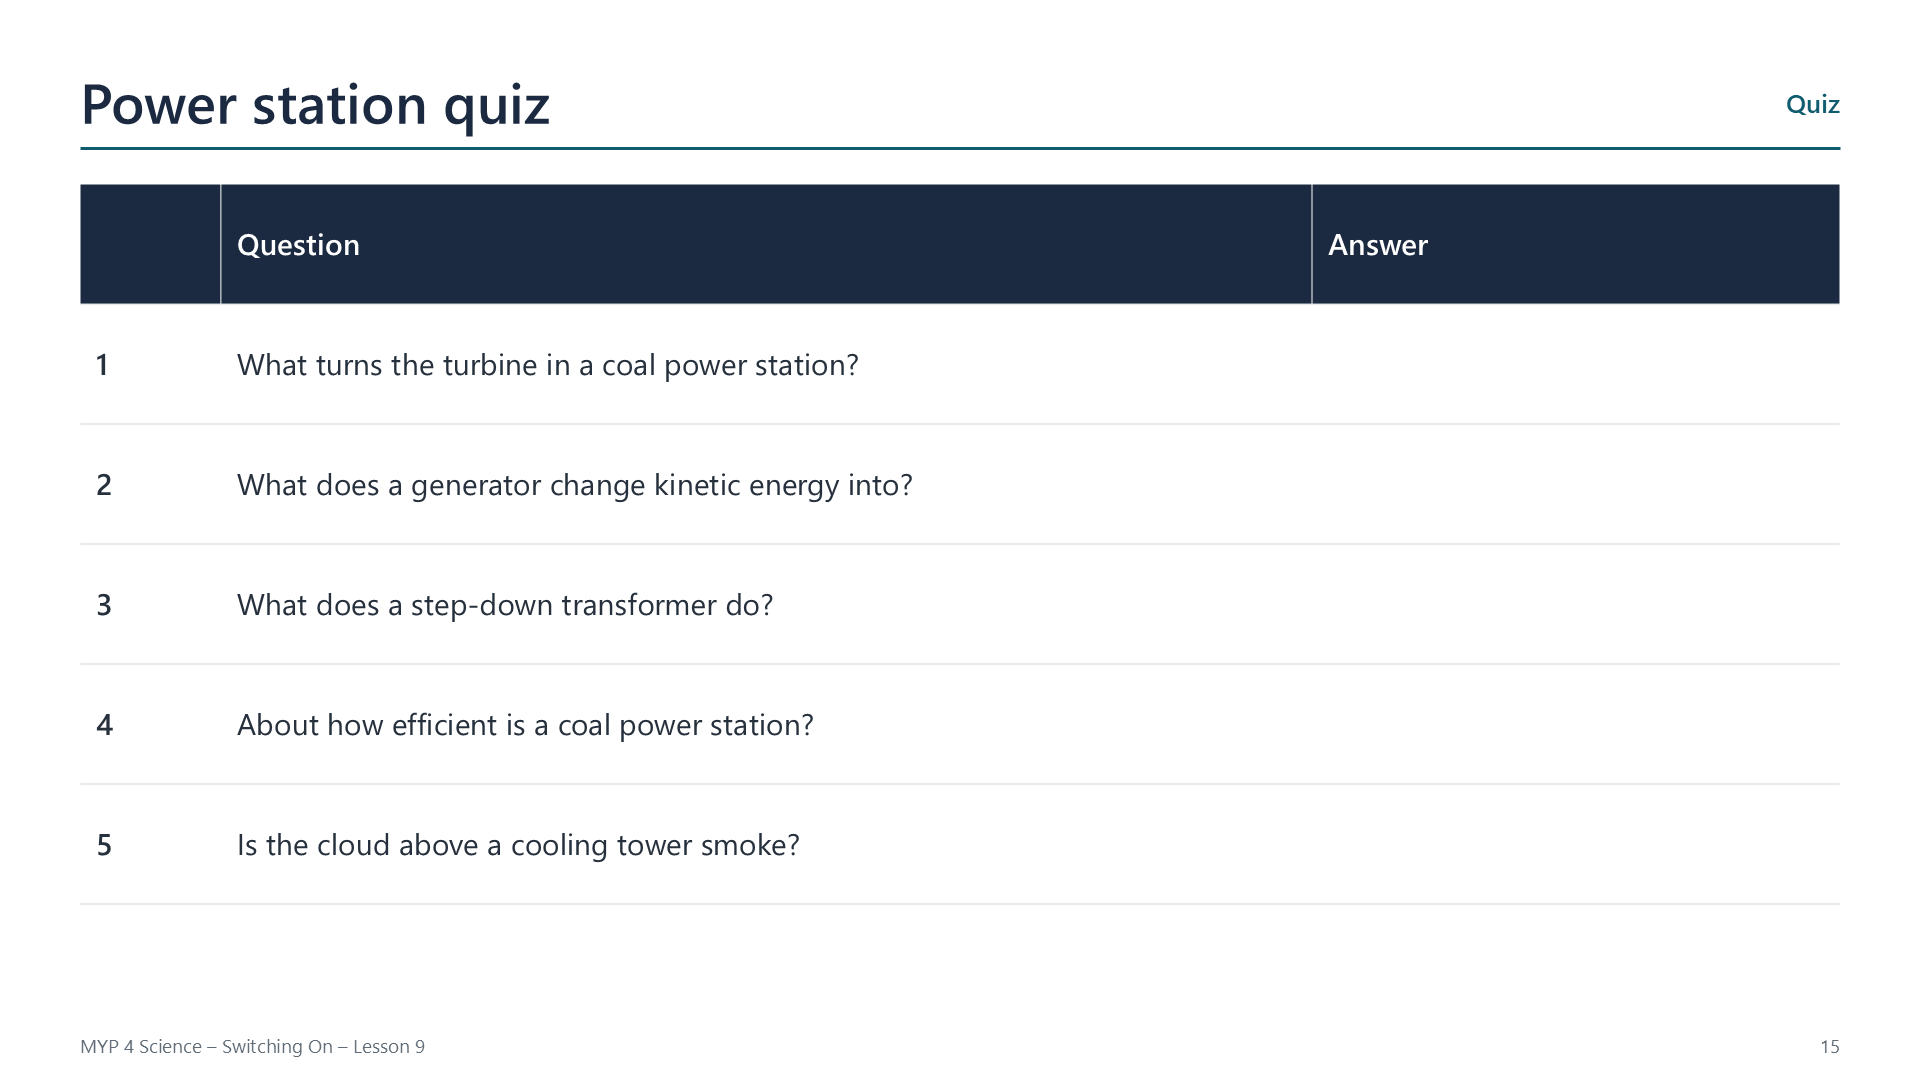 Power station quiz
Quiz
Question
Answer
1
What turns the turbine in a coal power station?
2
What does a generator change kinetic energy into?
3
What does a step-down transformer do?
4
About how efficient is a coal power station?
5
Is the cloud above a cooling tower smoke?
MYP 4 Science – Switching On – Lesson 9
15